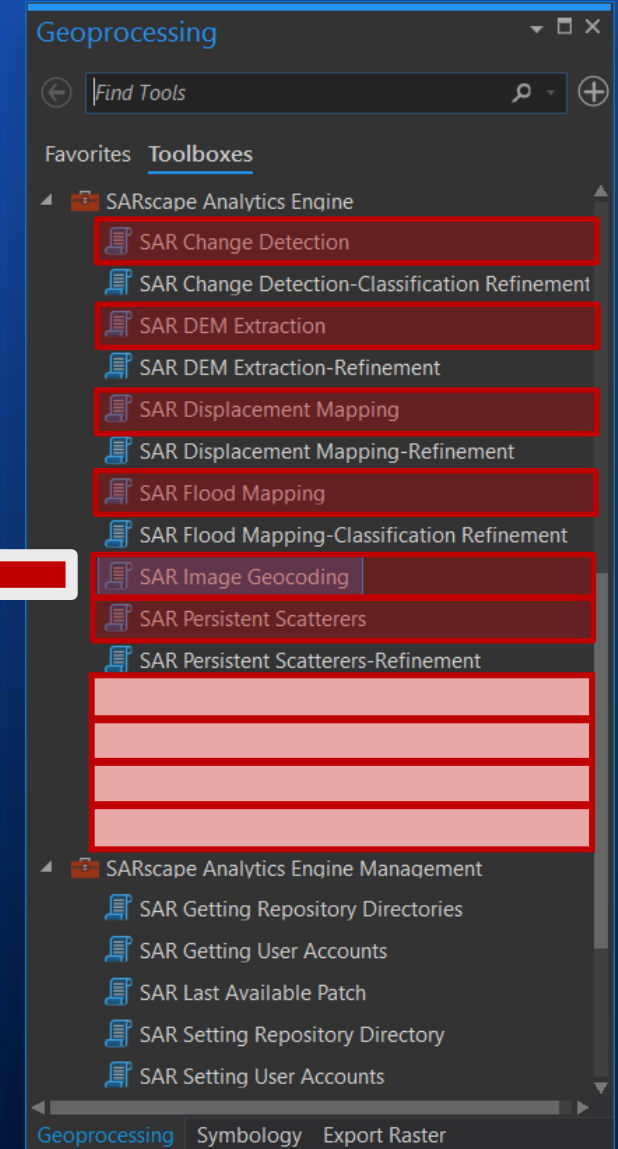 Geoprocessing
Find Tools
Favorites Toolboxes
SARscape Analytics Engine
SAR Change Detection
SAR Change Detection-Classification Refinement
SAR DEM Extraction
SAR DEM Extraction-Refinement
SAR Displacement Mapping
SAR Displacement Mapping-Refinement
SAR Flood Mapping
SAR Flood Mapping-Classification Refinement
SAR Image Geocoding
SAR Persistent Scatterers
SAR Persistent Scatterers-Refinement
SARscape Analytics Engine Management
SAR Getting Repository Directories
SAR Getting User Accounts
SAR Last Available Patch
SAR Setting Repository Directory
SAR Setting User Accounts
Geoprocessing Symbology Export Raster